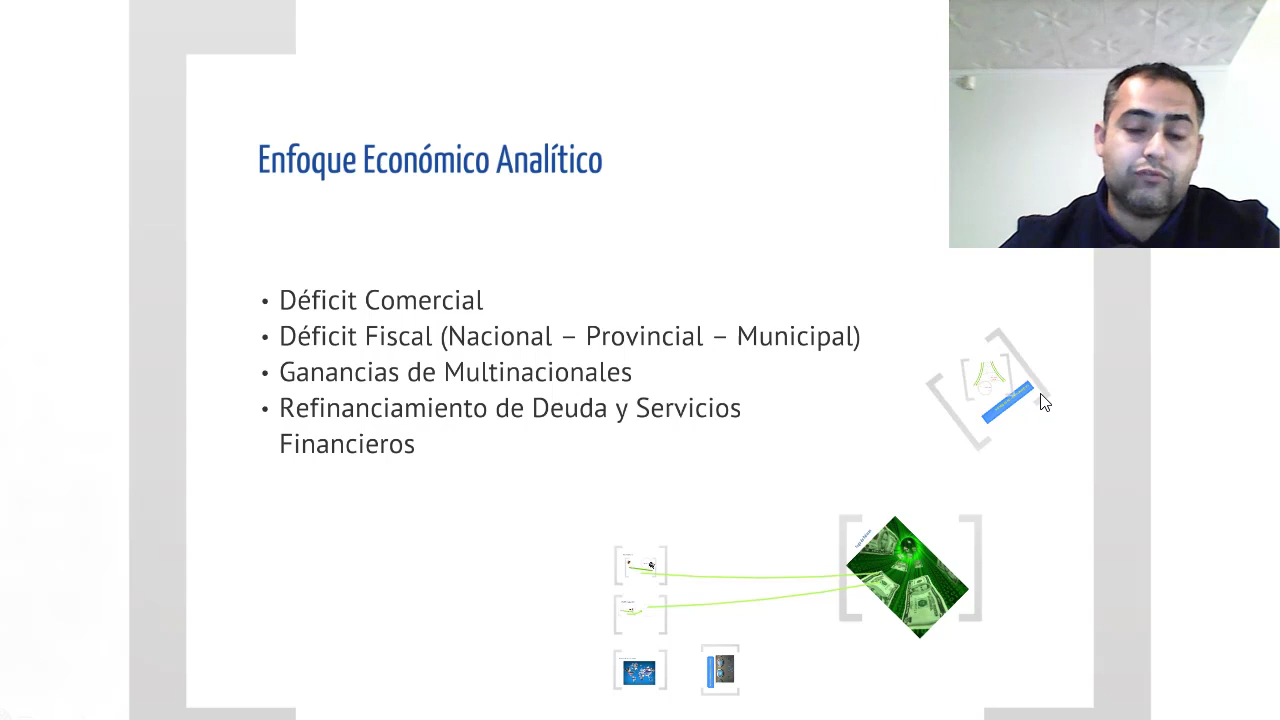 Enfoque Económico Analítico
• Déficit Comercial
• Déficit Fiscal (Nacional – Provincial – Municipal)
• Ganancias de Multinacionales
• Refinanciamiento de Deuda y Servicios
Financieros